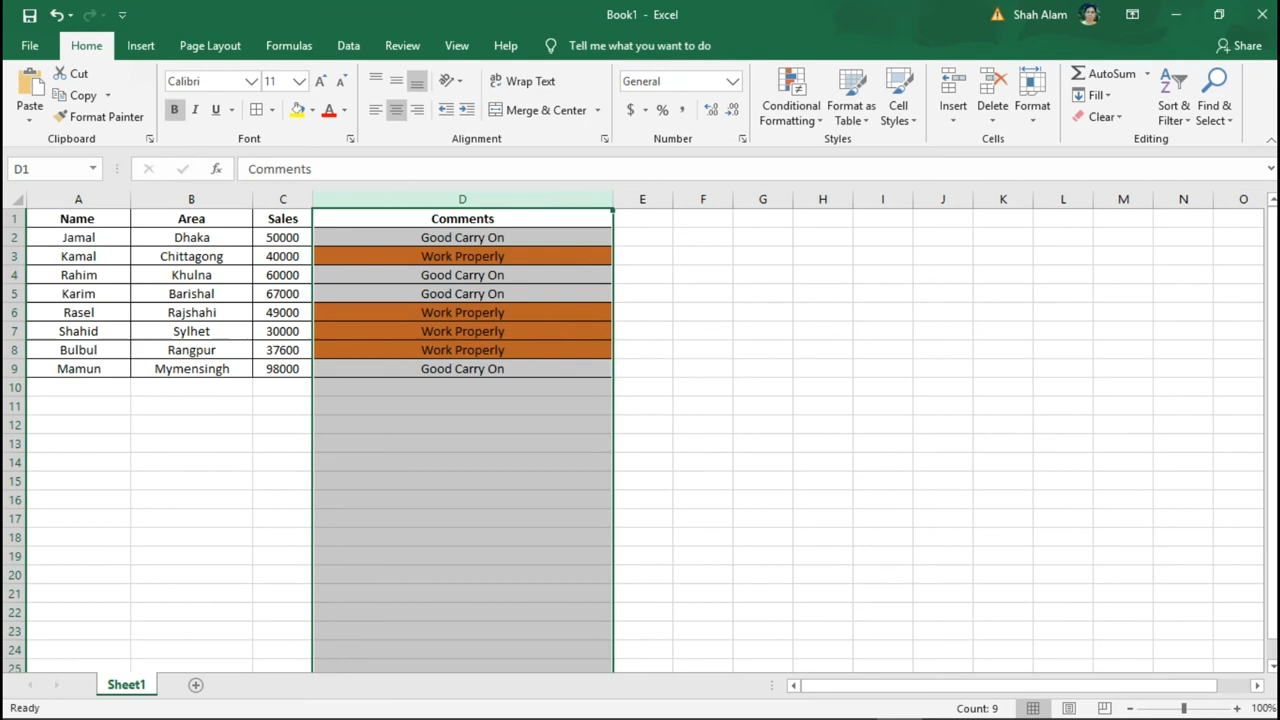 Book1 - Excel
Shah Alam
File Home Insert Page Layout Formulas Data Review View Help Tell me what you want to do Share
Paste
Cut
Copy
Format Painter
Clipboard
Calibri 11
B I U A
Font
Wrap Text
Merge & Center
Alignment
General
$ % ,
Number
Conditional Formatting
Format as Table
Cell Styles
Styles
Insert Delete Format
Cells
AutoSum
Fill
Clear
Sort & Filter
Find & Select
Editing
D1 fx Comments
A B C D E F G H I J K L M N O
1 Name Area Sales Comments
2 Jamal Dhaka 50000 Good Carry On
3 Kamal Chittagong 40000 Work Properly
4 Rahim Khulna 60000 Good Carry On
5 Karim Barishal 67000 Good Carry On
6 Rasel Rajshahi 49000 Work Properly
7 Shahid Sylhet 30000 Work Properly
8 Bulbul Rangpur 37600 Work Properly
9 Mamun Mymensingh 98000 Good Carry On
10
11
12
13
14
15
16
17
18
19
20
21
22
23
24
25
Sheet1
Ready Count: 9 100%